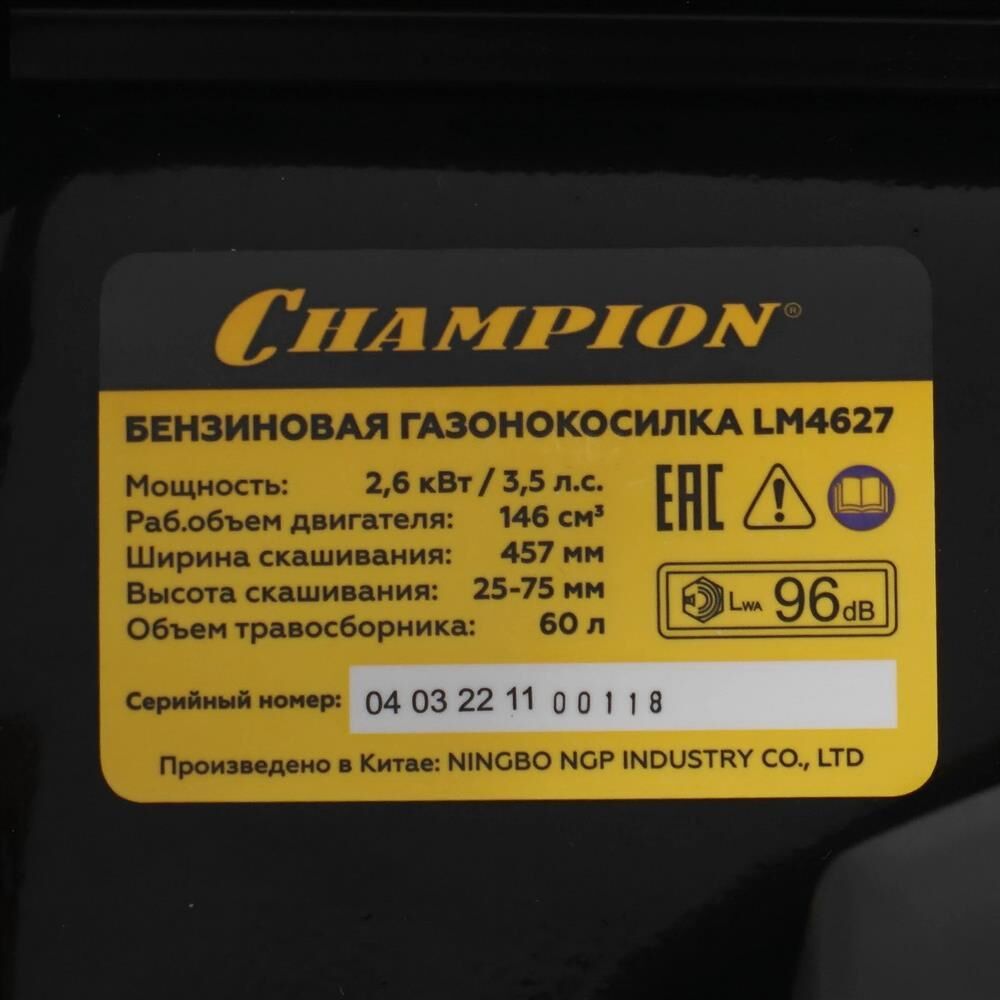 CHAMPION®
БЕНЗИНОВАЯ ГАЗОНОКОСИЛКА LM4627
Мощность: 2,6 кВт / 3,5 л.с.
Раб.объем двигателя: 146 см³
Ширина скашивания: 457 мм
Высота скашивания: 25-75 мм
Объем травосборника: 60 л
EAC
LWA 96dB
Серийный номер: 04 03 22 11 00118
Произведено в Китае: NINGBO NGP INDUSTRY CO., LTD